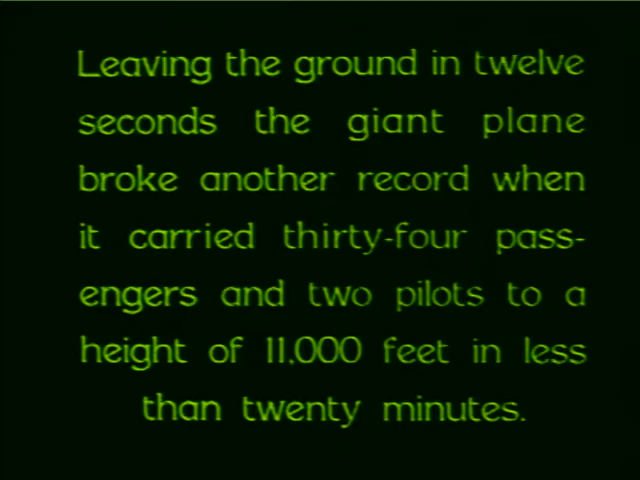 Leaving the ground in twelve
seconds the giant plane
broke another record when
it carried thirty-four pass-
engers and two pilots to a
height of 11,000 feet in less
than twenty minutes.